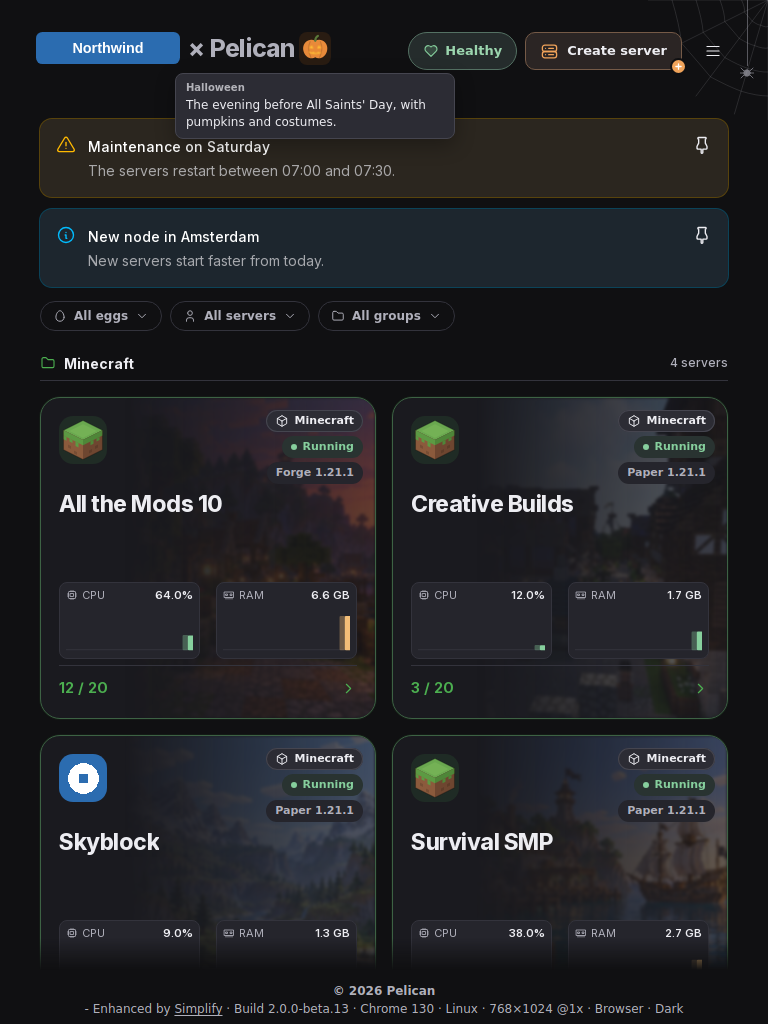 Northwind
× Pelican
Healthy
Create server
Halloween
The evening before All Saints' Day, with
pumpkins and costumes.
Maintenance on Saturday
The servers restart between 07:00 and 07:30.
New node in Amsterdam
New servers start faster from today.
All eggs
All servers
All groups
Minecraft
4 servers
Minecraft
Running
Forge 1.21.1
All the Mods 10
CPU
64.0%
RAM
6.6 GB
12 / 20
Minecraft
Running
Paper 1.21.1
Creative Builds
CPU
12.0%
RAM
1.7 GB
3 / 20
Minecraft
Running
Paper 1.21.1
Skyblock
CPU
9.0%
RAM
1.3 GB
Minecraft
Running
Paper 1.21.1
Survival SMP
CPU
38.0%
RAM
2.7 GB
© 2026 Pelican
- Enhanced by Simplify · Build 2.0.0-beta.13 · Chrome 130 · Linux · 768×1024 @1x · Browser · Dark